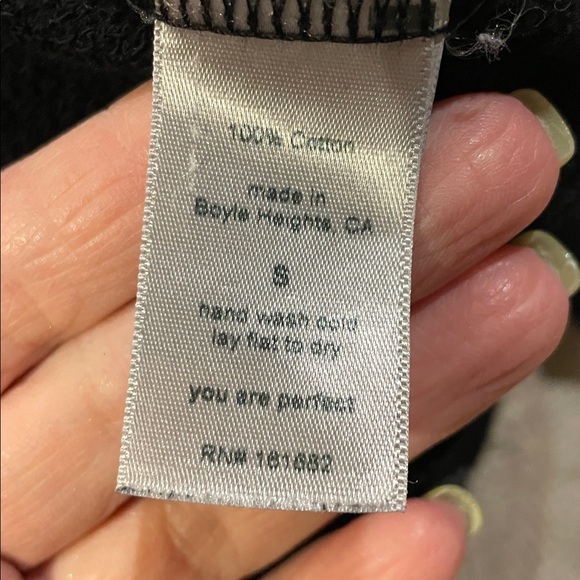 100% Cotton
made in
Boyle Heights, CA
S
hand wash cold
lay flat to dry
you are perfect
RN# 161682